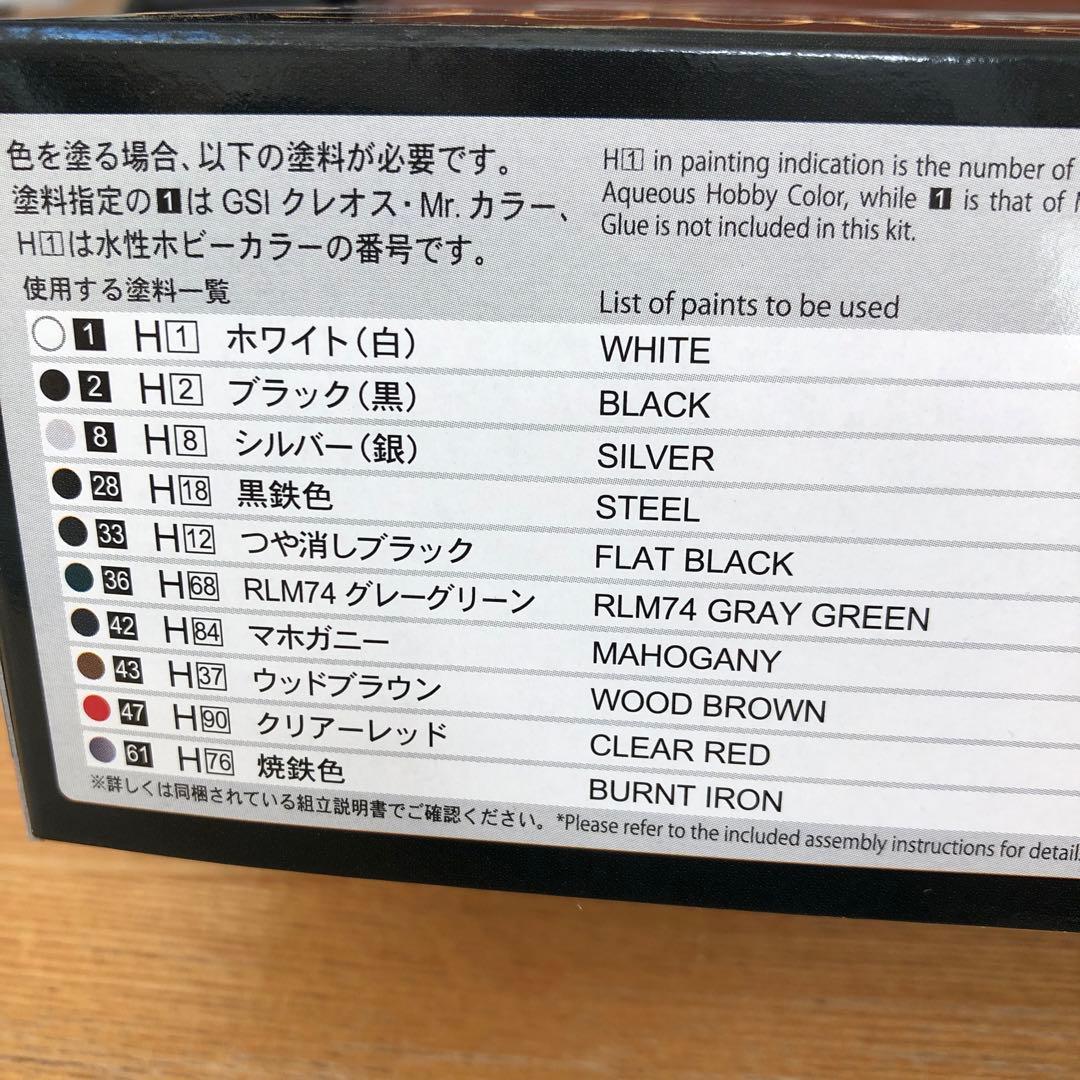 色を塗る場合、以下の塗料が必要です。
塗料指定の1はGSIクレオス・Mr.カラー、
H1は水性ホビーカラーの番号です。
H1 in painting indication is the number of
Aqueous Hobby Color, while 1 is that of
Glue is not included in this kit.
使用する塗料一覧 List of paints to be used
1 H1 ホワイト(白) WHITE
2 H2 ブラック(黒) BLACK
8 H8 シルバー(銀) SILVER
28 H18 黒鉄色 STEEL
33 H12 つや消しブラック FLAT BLACK
36 H68 RLM74 グレーグリーン RLM74 GRAY GREEN
42 H84 マホガニー MAHOGANY
43 H37 ウッドブラウン WOOD BROWN
47 H90 クリアーレッド CLEAR RED
61 H76 焼鉄色 BURNT IRON
※詳しくは同梱されている組立説明書でご確認ください。 *Please refer to the included assembly instructions for